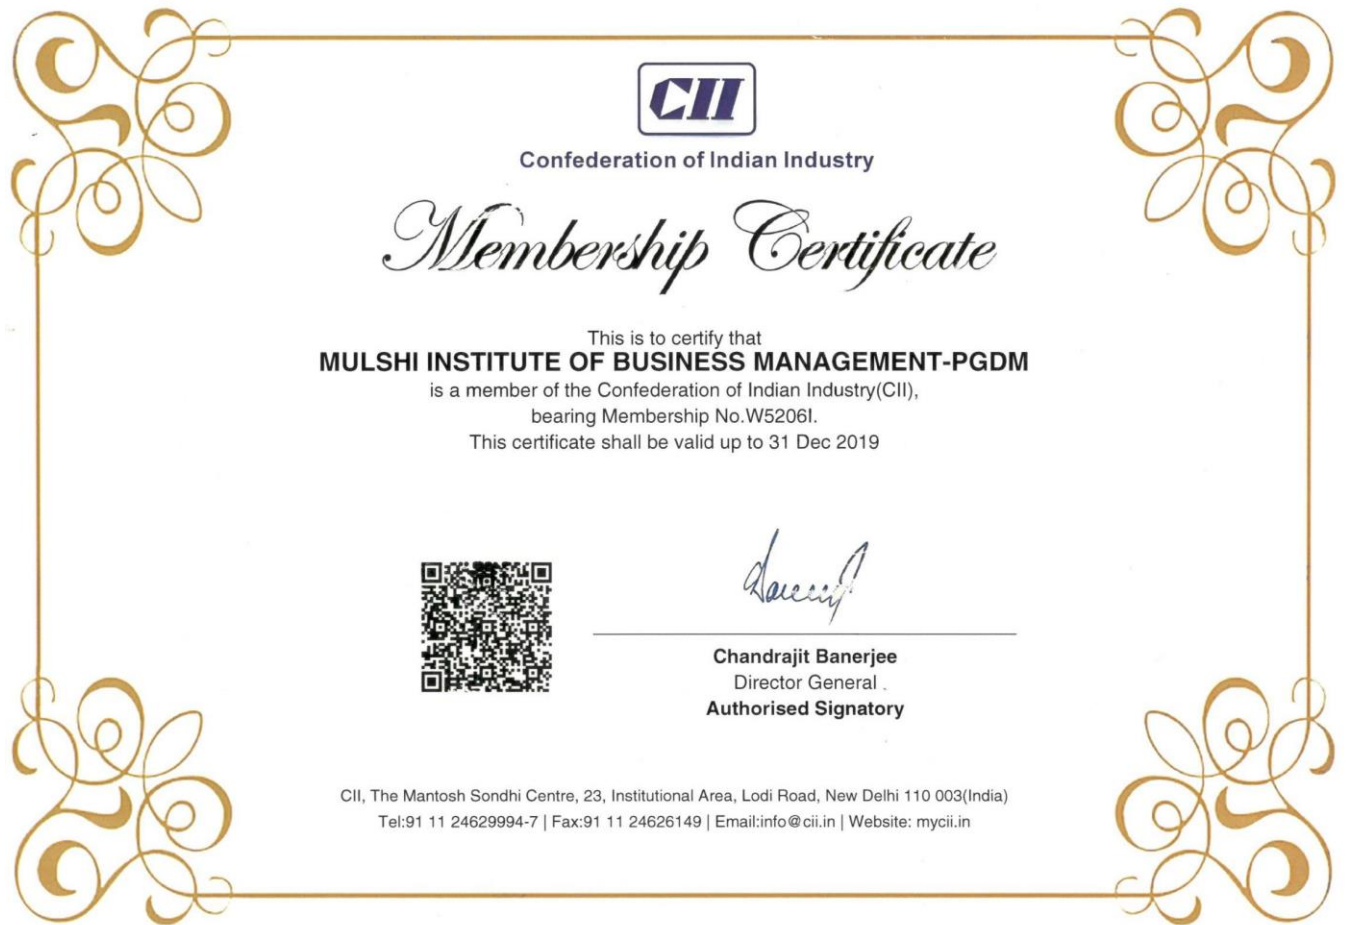 CII
Confederation of Indian Industry
Membership Certificate
This is to certify that
MULSHI INSTITUTE OF BUSINESS MANAGEMENT-PGDM
is a member of the Confederation of Indian Industry(CII),
bearing Membership No.W5206I.
This certificate shall be valid up to 31 Dec 2019
Chandrajit Banerjee
Director General
Authorised Signatory
CII, The Mantosh Sondhi Centre, 23, Institutional Area, Lodi Road, New Delhi 110 003(India)
Tel:91 11 24629994-7 | Fax:91 11 24626149 | Email:info@cii.in | Website: mycii.in